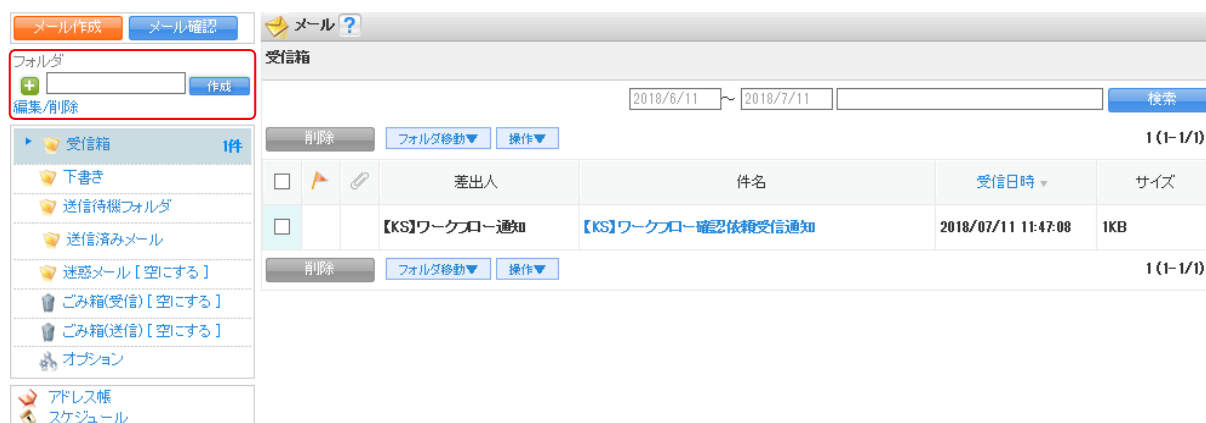 メール作成 メール確認
フォルダ
作成
編集/削除
受信箱 1件
下書き
送信待機フォルダ
送信済みメール
迷惑メール [ 空にする ]
ごみ箱(受信) [ 空にする ]
ごみ箱(送信) [ 空にする ]
オプション
アドレス帳
スケジュール
メール ?
受信箱
2018/6/11 ～ 2018/7/11 検索
削除 フォルダ移動▼ 操作▼ 1 (1-1/1)
差出人 件名 受信日時 ▼ サイズ
【KS】ワークフロー通知 【KS】ワークフロー確認依頼受信通知 2018/07/11 11:47:08 1KB
削除 フォルダ移動▼ 操作▼ 1 (1-1/1)